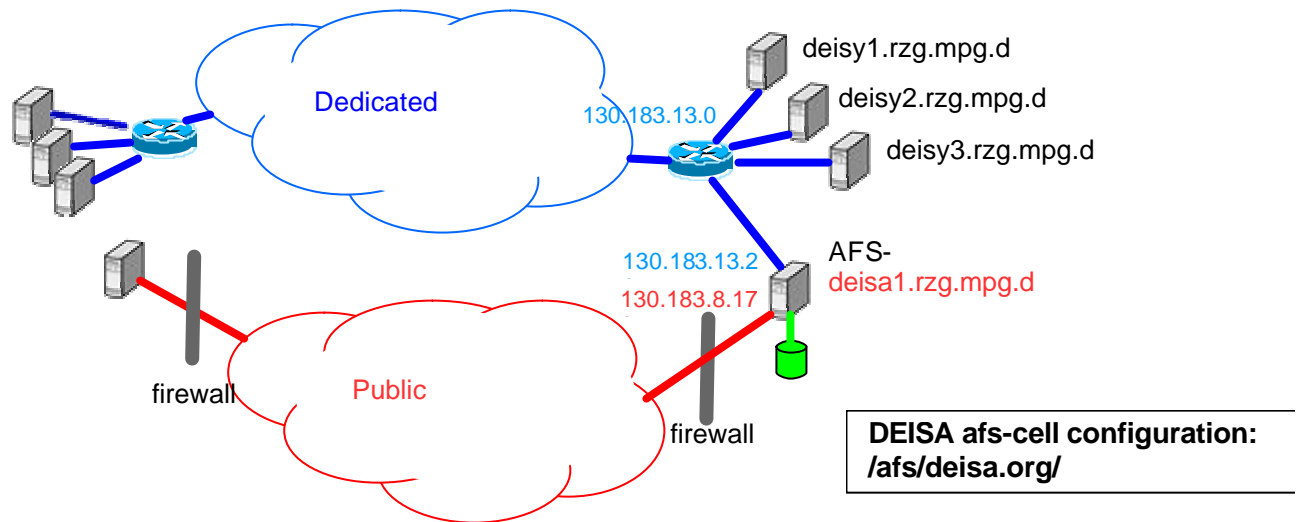 deisy1.rzg.mpg.d
Dedicated
130.183.13.0
deisy2.rzg.mpg.d
deisy3.rzg.mpg.d
130.183.13.2
AFS-
130.183.8.17
deisa1.rzg.mpg.d
firewall
Public
firewall
DEISA afs-cell configuration:
/afs/deisa.org/